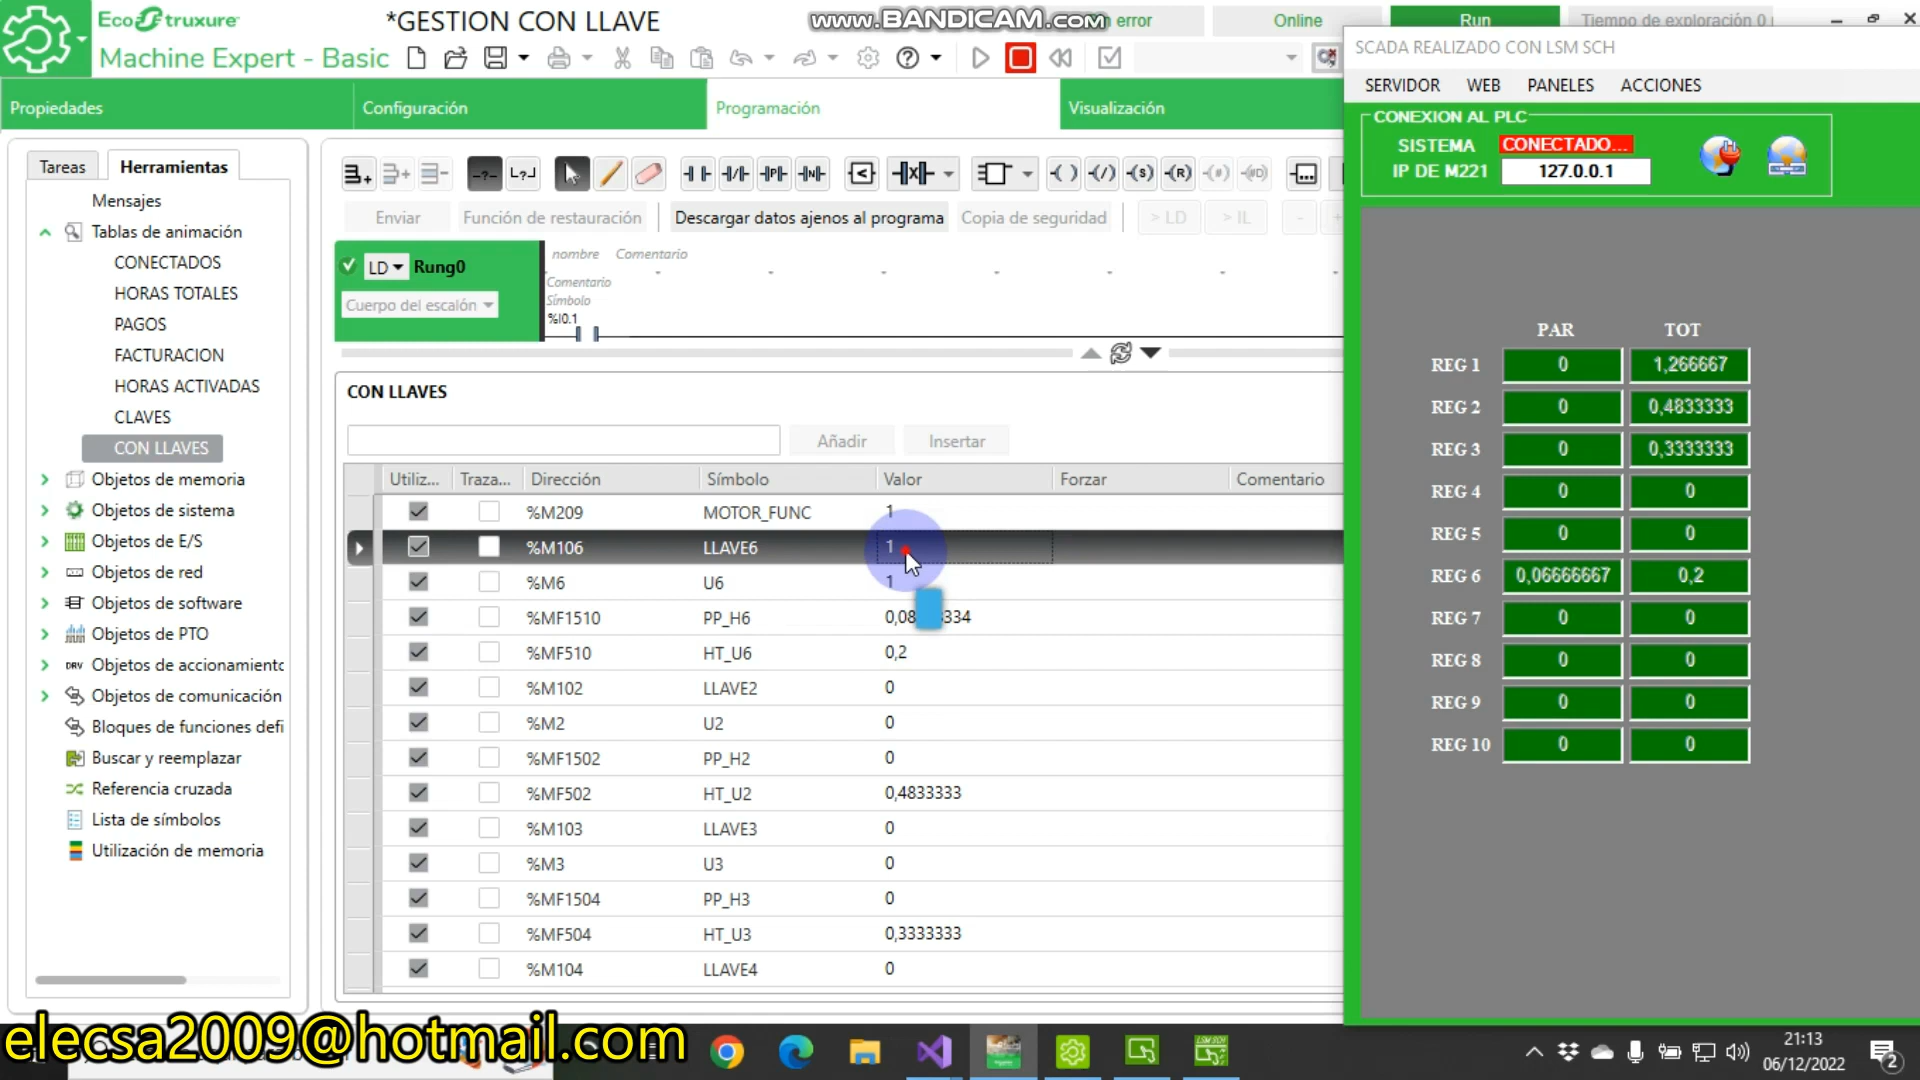 EcoStruxure
Machine Expert - Basic
*GESTION CON LLAVE
www.BANDICAM.com
error
Online
Run
Tiempo de exploración 0
Propiedades
Configuración
Programación
Visualización
Tareas
Herramientas
Mensajes
Tablas de animación
CONECTADOS
HORAS TOTALES
PAGOS
FACTURACION
HORAS ACTIVADAS
CLAVES
CON LLAVES
Objetos de memoria
Objetos de sistema
Objetos de E/S
Objetos de red
Objetos de software
Objetos de PTO
Objetos de accionamiento
Objetos de comunicación
Bloques de funciones defi
Buscar y reemplazar
Referencia cruzada
Lista de símbolos
Utilización de memoria
Enviar
Función de restauración
Descargar datos ajenos al programa
Copia de seguridad
> LD
> IL
LD
Rung0
Cuerpo del escalón
nombre Comentario
Comentario
Símbolo
%I0.1
CON LLAVES
Añadir
Insertar
Utiliz... Traza... Dirección Símbolo Valor Forzar Comentario
%M209 MOTOR_FUNC 1
%M106 LLAVE6 1
%M6 U6 1
%MF1510 PP_H6 0,08 334
%MF510 HT_U6 0,2
%M102 LLAVE2 0
%M2 U2 0
%MF1502 PP_H2 0
%MF502 HT_U2 0,4833333
%M103 LLAVE3 0
%M3 U3 0
%MF1504 PP_H3 0
%MF504 HT_U3 0,3333333
%M104 LLAVE4 0
SCADA REALIZADO CON LSM SCH
SERVIDOR WEB PANELES ACCIONES
CONEXION AL PLC
SISTEMA CONECTADO...
IP DE M221 127.0.0.1
PAR TOT
REG 1 0 1,266667
REG 2 0 0,4833333
REG 3 0 0,3333333
REG 4 0 0
REG 5 0 0
REG 6 0,06666667 0,2
REG 7 0 0
REG 8 0 0
REG 9 0 0
REG 10 0 0
elecsa2009@hotmail.com
21:13
06/12/2022
2